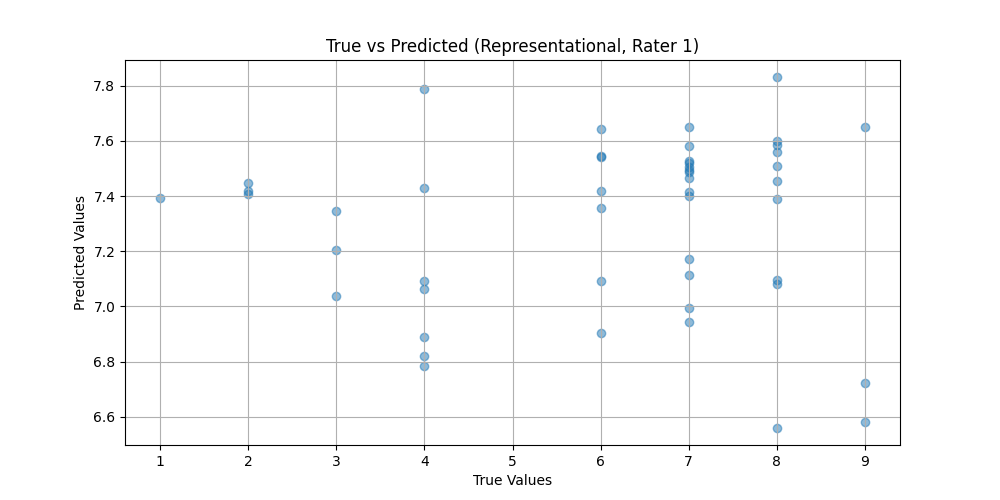 True vs Predicted (Representational, Rater 1)
7.8
7.6
7.4
7.2
7.0
6.8
6.6
Predicted Values
1 2 3 4 5 6 7 8 9
True Values